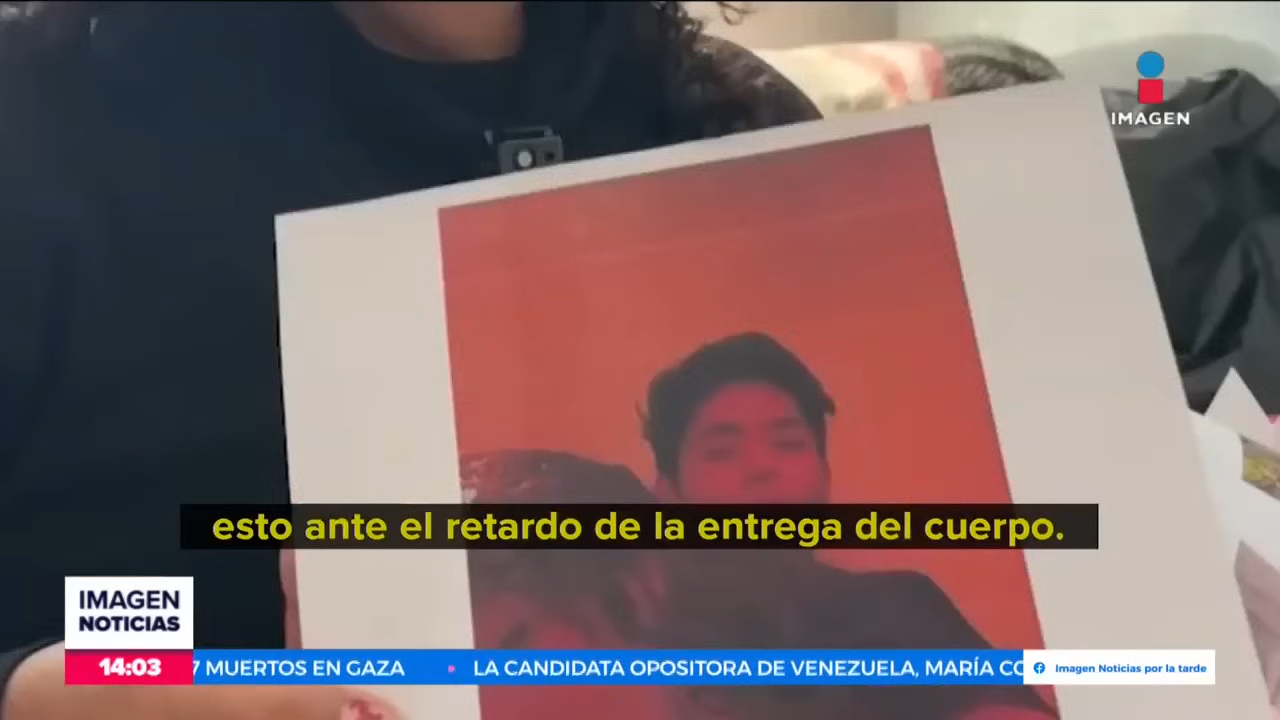 IMAGEN
esto ante el retardo de la entrega del cuerpo.
IMAGEN
NOTICIAS
14:03
7 MUERTOS EN GAZA • LA CANDIDATA OPOSITORA DE VENEZUELA, MARÍA CO
Imagen Noticias por la tarde